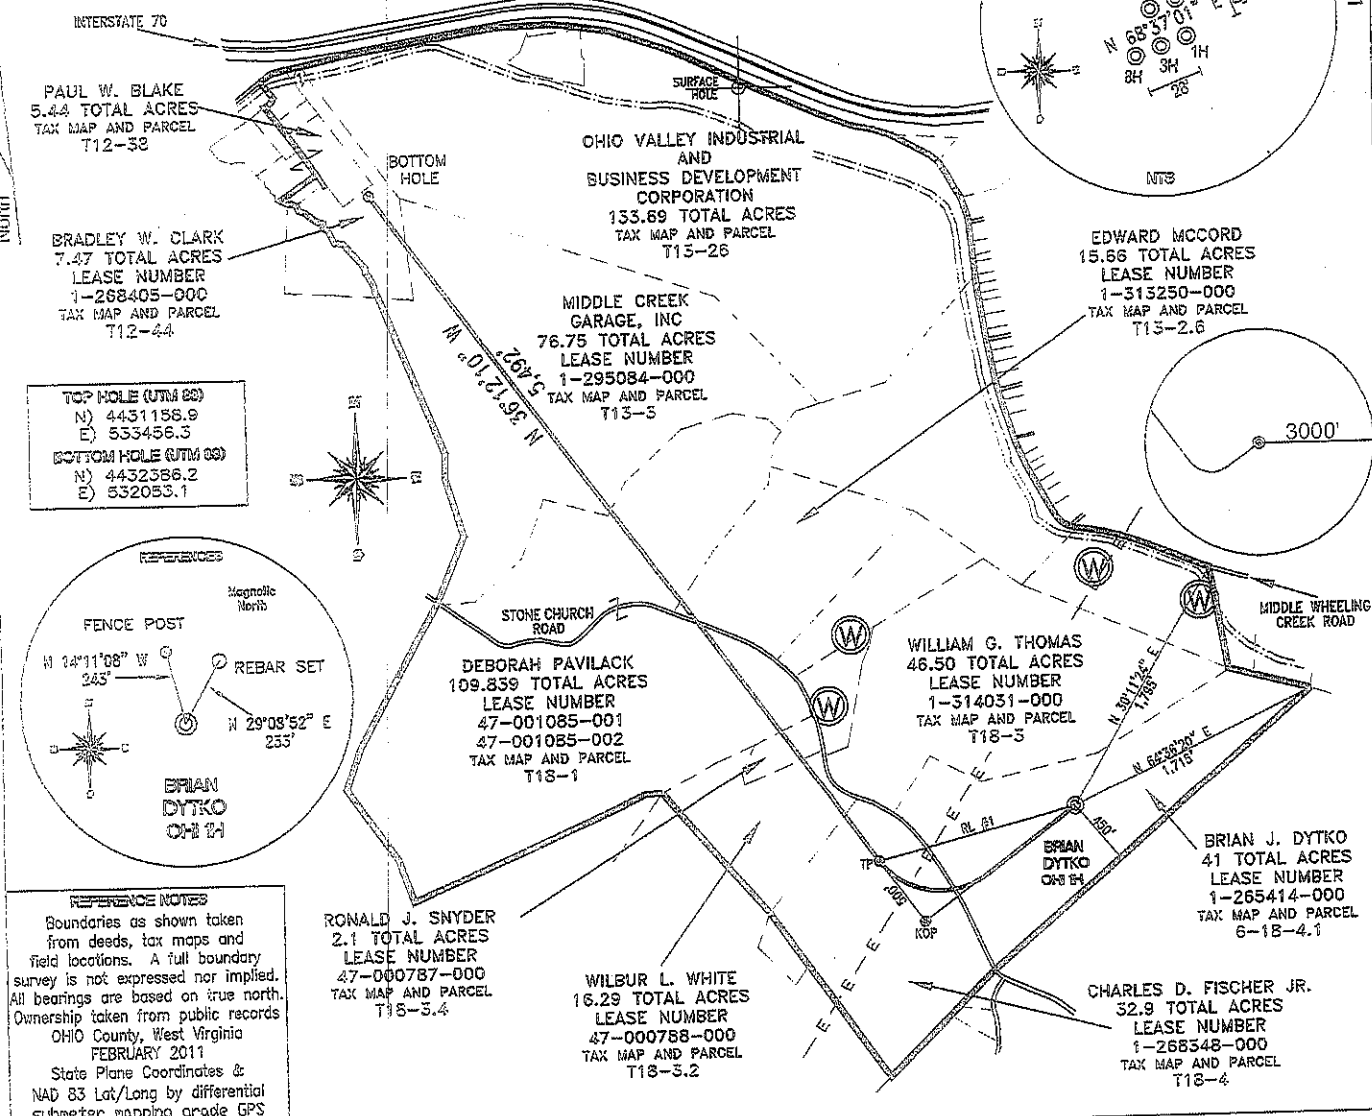 INTERSTATE 70
PAUL W. BLAKE
5.44 TOTAL ACRES
TAX MAP AND PARCEL
T12-38
North
BRADLEY W. CLARK
7.47 TOTAL ACRES
LEASE NUMBER
1-268405-000
TAX MAP AND PARCEL
T12-44
BOTTOM
HOLE
SURFACE
HOLE
OHIO VALLEY INDUSTRIAL
AND
BUSINESS DEVELOPMENT
CORPORATION
133.69 TOTAL ACRES
TAX MAP AND PARCEL
T13-26
N 68°37'01"
8H
3H
1H
28'
NTS
EDWARD MCCORD
15.66 TOTAL ACRES
LEASE NUMBER
1-313250-000
TAX MAP AND PARCEL
T13-2.6
MIDDLE CREEK
GARAGE, INC
76.75 TOTAL ACRES
LEASE NUMBER
1-295084-000
TAX MAP AND PARCEL
T13-3
N 36°12'10" W
5,492'
3000'
TOP HOLE (UTM 83)
N) 4431158.9
E) 533456.3
BOTTOM HOLE (UTM 83)
N) 4432386.2
E) 532053.1
REFERENCES
Magnetic
North
FENCE POST
N 14°11'08" W
243'
REBAR SET
N 29°08'52" E
233'
BRIAN
DYTKO
OHI 1H
STONE CHURCH
ROAD
DEBORAH PAVILACK
109.839 TOTAL ACRES
LEASE NUMBER
47-001085-001
47-001085-002
TAX MAP AND PARCEL
T18-1
W
W
W
W
MIDDLE WHEELING
CREEK ROAD
WILLIAM G. THOMAS
46.50 TOTAL ACRES
LEASE NUMBER
1-314031-000
TAX MAP AND PARCEL
T18-3
N 30°11'24" E
1,795'
N 64°36'20" E
1,715'
E
E
E
E
E
E
E
E
TP
500'
KOP
450'
BRIAN
DYTKO
OHI 1H
BRIAN J. DYTKO
41 TOTAL ACRES
LEASE NUMBER
1-265414-000
TAX MAP AND PARCEL
6-18-4.1
RONALD J. SNYDER
2.1 TOTAL ACRES
LEASE NUMBER
47-000787-000
TAX MAP AND PARCEL
T18-3.4
WILBUR L. WHITE
16.29 TOTAL ACRES
LEASE NUMBER
47-000788-000
TAX MAP AND PARCEL
T18-3.2
CHARLES D. FISCHER JR.
32.9 TOTAL ACRES
LEASE NUMBER
1-268348-000
TAX MAP AND PARCEL
T18-4
REFERENCE NOTES
Boundaries as shown taken
from deeds, tax maps and
field locations. A full boundary
survey is not expressed nor implied.
All bearings are based on true north.
Ownership taken from public records
OHIO County, West Virginia
FEBRUARY 2011
State Plane Coordinates &
NAD 83 Lat/Long by differential
submeter mapping grade GPS